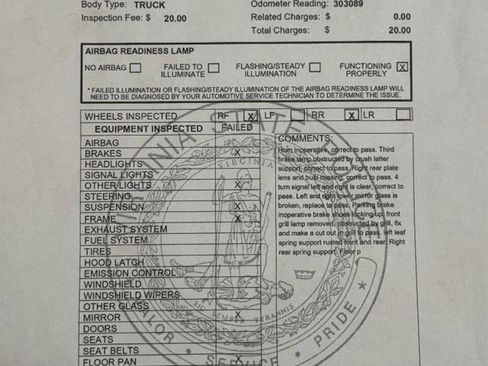 Body Type: TRUCK Odometer Reading: 303089
Inspection Fee: $ 20.00 Related Charges: $ 0.00
Total Charges: $ 20.00
AIRBAG READINESS LAMP
NO AIRBAG FAILED TO ILLUMINATE FLASHING/STEADY ILLUMINATION FUNCTIONING PROPERLY X
* FAILED ILLUMINATION OR FLASHING/STEADY ILLUMINATION OF THE AIRBAG READINESS LAMP WILL
NEED TO BE DIAGNOSED BY YOUR AUTOMOTIVE SERVICE TECHNICIAN TO DETERMINE THE ISSUE.
WHEELS INSPECTED RF X LF RR X LR
EQUIPMENT INSPECTED FAILED
AIRBAG
BRAKES X
HEADLIGHTS
SIGNAL LIGHTS
OTHER LIGHTS X
STEERING
SUSPENSION X
FRAME X
EXHAUST SYSTEM
FUEL SYSTEM
TIRES
HOOD LATCH
EMISSION CONTROL
WINDSHIELD
WINDSHIELD WIPERS
OTHER GLASS
MIRROR X
DOORS
SEATS
SEAT BELTS
FLOOR PAN X
COMMENTS:
Horn inoperative, correct to pass. Third
brake lamp obstructed by crush latter
support, correct to pass. Right rear plate
lens and bulb missing, correct to pass. 4
turn signal left and right is clear, correct to
pass. Left and right lower mirror glass is
broken, replace to pass. Parking brake
inoperative brake shoes locking up, front
grill lamp removed, obstructed by grill, fix
and make a cut out in grill to pass. left leaf
spring support rusted front and rear. Right
rear spring support. Floor p
VIRGINIA STATE
VIRGINIA
SIC SEMPER TYRANNIS
VALOR • SERVICE • PRIDE •